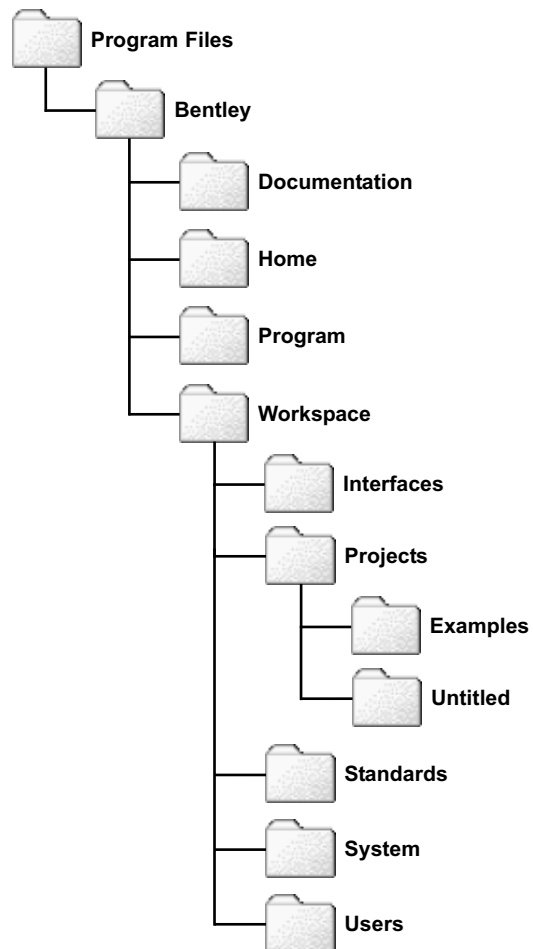 Program Files
Bentley
Documentation
Home
Program
Workspace
Interfaces
Projects
Examples
Untitled
Standards
System
Users